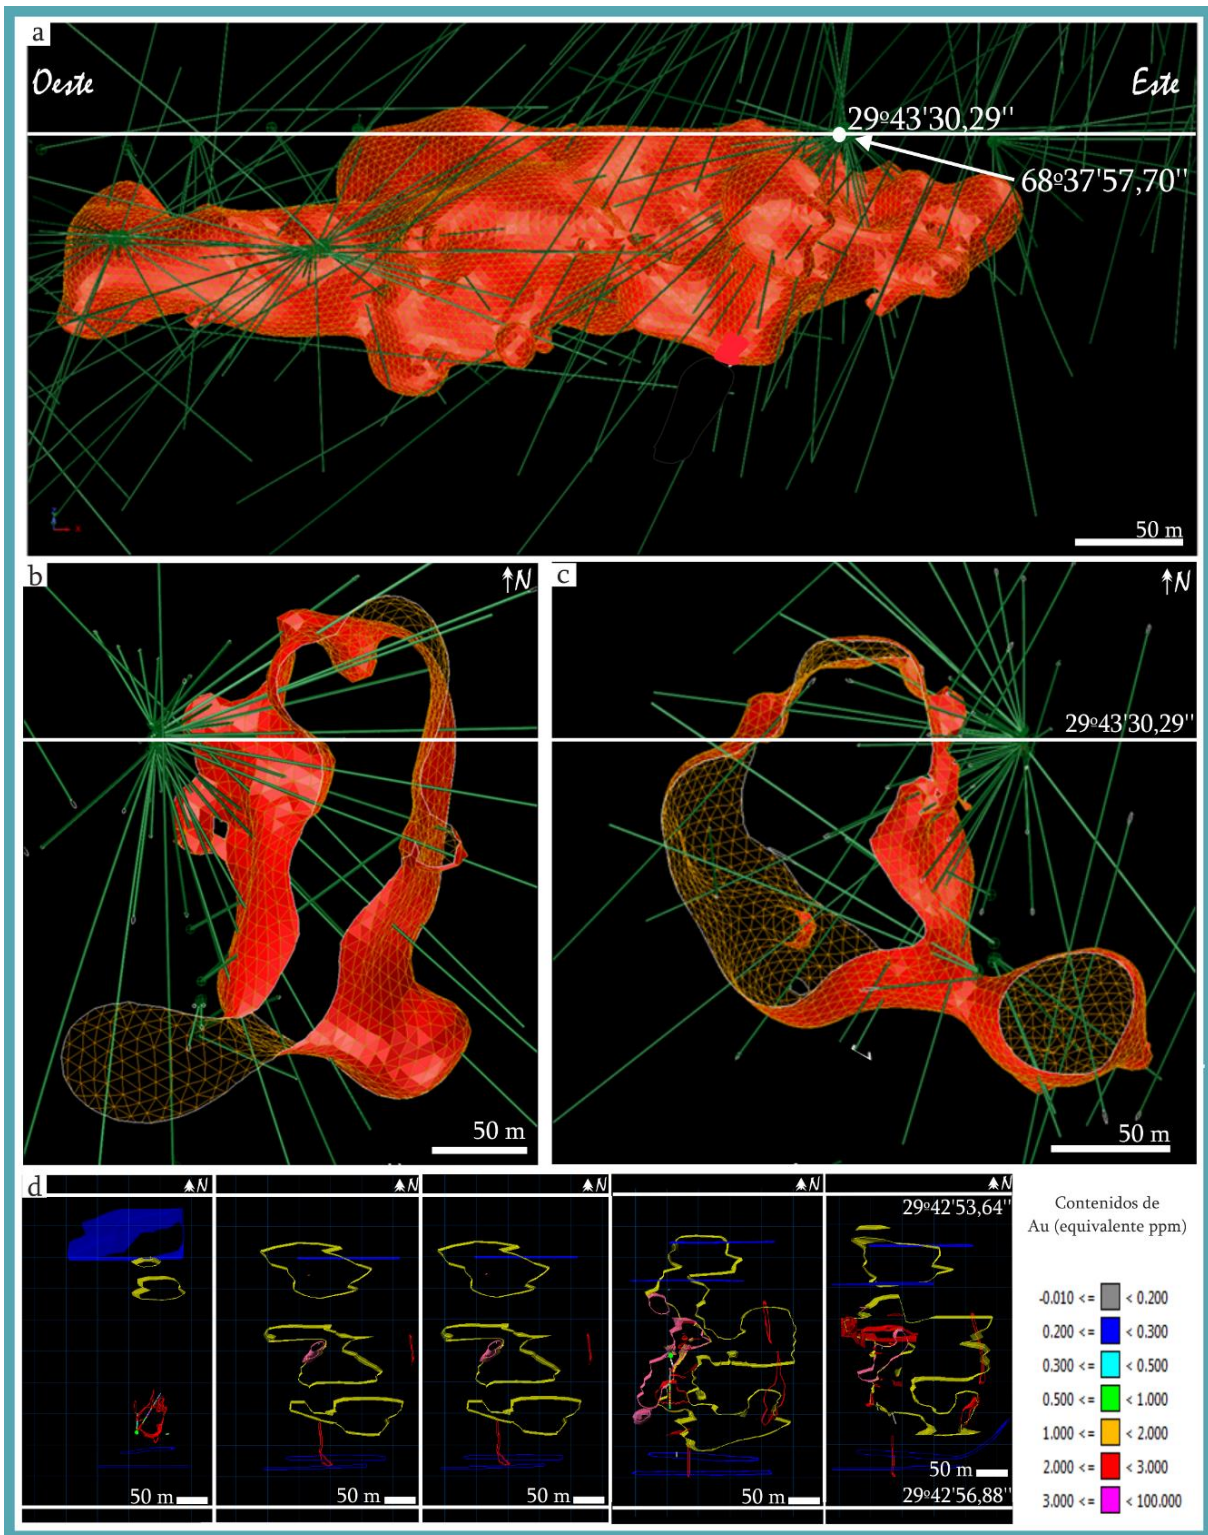 a
Oeste
Este
29º43'30,29''
68º37'57,70''
50 m
b
N
50 m
c
N
29º43'30,29''
50 m
d
N
50 m
N
50 m
N
50 m
N
50 m
N
29º42'53,64''
50 m
29º42'56,88''
Contenidos de
Au (equivalente ppm)
-0.010 <= < 0.200
0.200 <= < 0.300
0.300 <= < 0.500
0.500 <= < 1.000
1.000 <= < 2.000
2.000 <= < 3.000
3.000 <= < 100.000